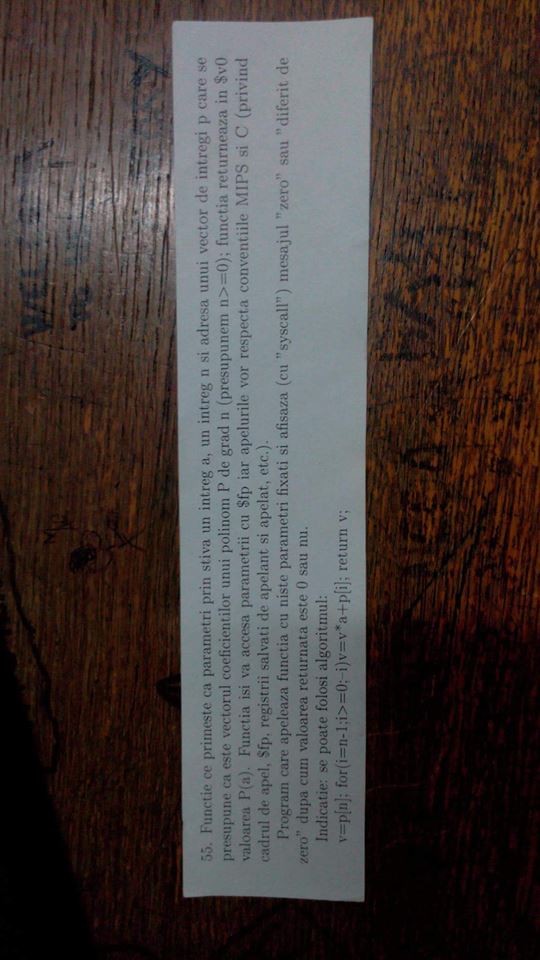 55. Functie ce primeste ca parametri prin stiva un intreg a, un intreg n si adresa unui vector de intregi p care se
presupune ca este vectorul coeficientilor unui polinom P de grad n (presupunem n>=0); functia returneaza in $v0
valoarea P(a). Functia isi va accesa parametrii cu $fp iar apelurile vor respecta conventiile MIPS si C (privind
cadrul de apel, $fp, registrii salvati de apelant si apelat, etc.).
Program care apeleaza functia cu niste parametri fixati si afisaza (cu "syscall") mesajul "zero" sau "diferit de
zero" dupa cum valoarea returnata este 0 sau nu.
Indicatie: se poate folosi algoritmul:
v=p[n]; for(i=n-1;i>=0;–i)v=v*a+p[i]; return v;